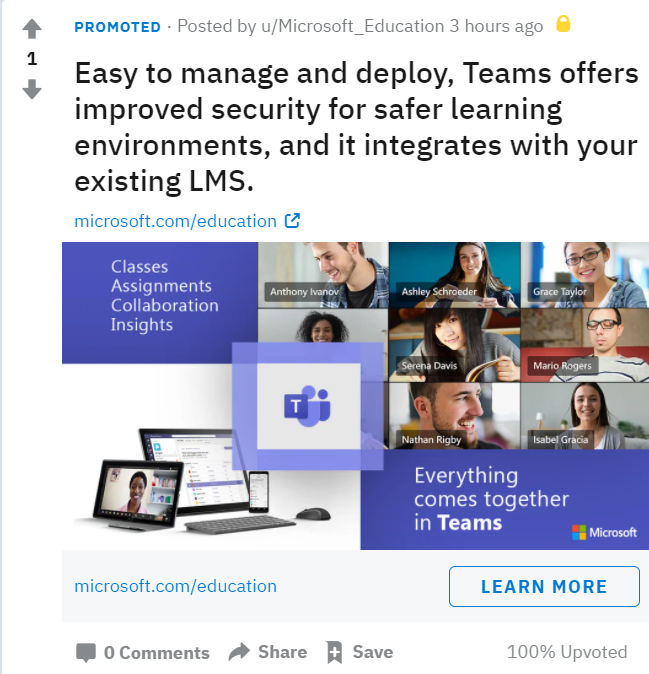 PROMOTED · Posted by u/Microsoft_Education 3 hours ago
1
Easy to manage and deploy, Teams offers
improved security for safer learning
environments, and it integrates with your
existing LMS.
microsoft.com/education
Classes
Assignments
Collaboration
Insights
Anthony Ivanov
Ashley Schroeder
Grace Taylor
Serena Davis
Mario Rogers
Nathan Rigby
Isabel Gracia
T
Everything
comes together
in Teams
Microsoft
microsoft.com/education
LEARN MORE
0 Comments Share Save 100% Upvoted